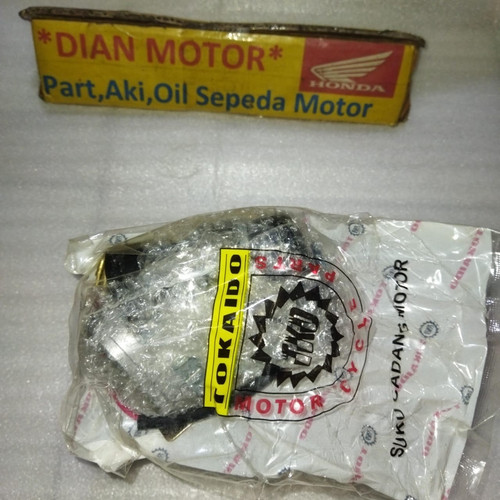 *DIAN MOTOR*
HONDA
Part,Aki,Oil Sepeda Motor
TOKAIDO
PARTS
MOTOR CYCLE
SUKU CADANG MOTOR